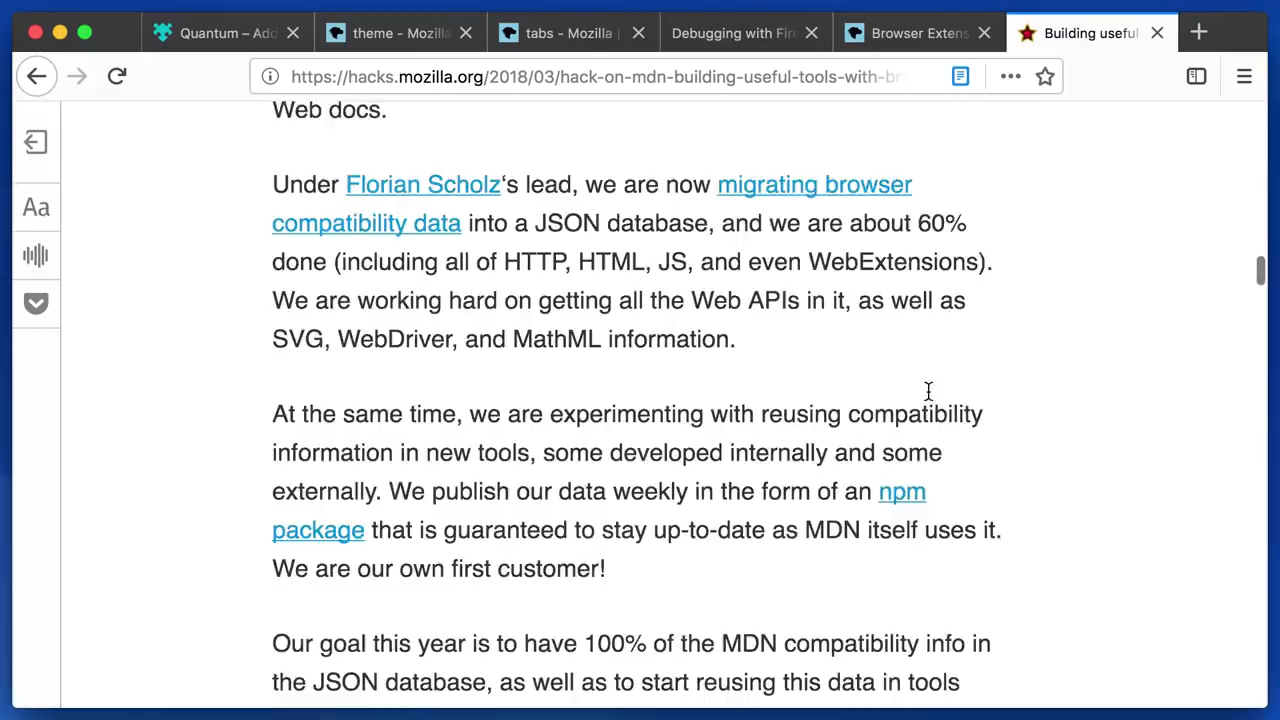 Quantum – Add
theme - Mozilla
tabs - Mozilla |
Debugging with Fire
Browser Extens
Building useful
https://hacks.mozilla.org/2018/03/hack-on-mdn-building-useful-tools-with-br
Aa
Web docs.
Under Florian Scholz‘s lead, we are now migrating browser
compatibility data into a JSON database, and we are about 60%
done (including all of HTTP, HTML, JS, and even WebExtensions).
We are working hard on getting all the Web APIs in it, as well as
SVG, WebDriver, and MathML information.
At the same time, we are experimenting with reusing compatibility
information in new tools, some developed internally and some
externally. We publish our data weekly in the form of an npm
package that is guaranteed to stay up-to-date as MDN itself uses it.
We are our own first customer!
Our goal this year is to have 100% of the MDN compatibility info in
the JSON database, as well as to start reusing this data in tools